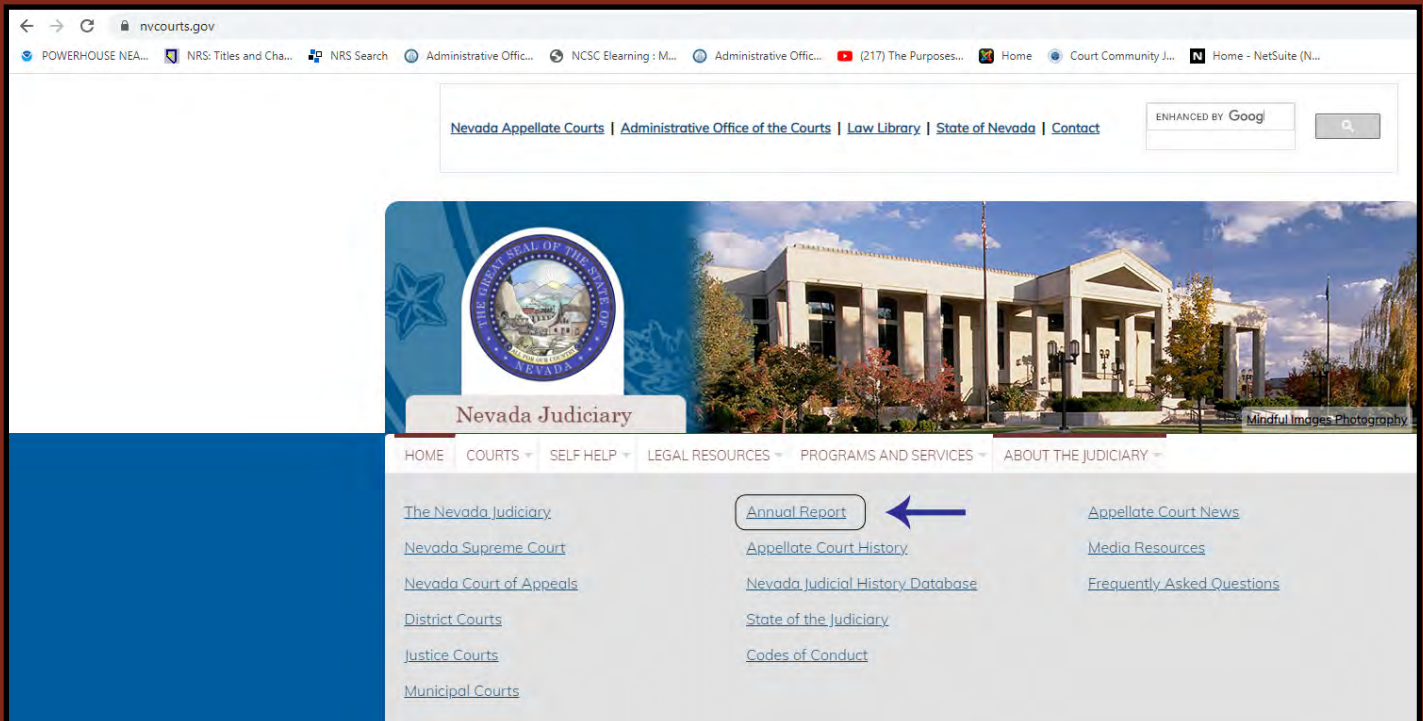 nvcourts.gov
POWERHOUSE NEA... NRS: Titles and Cha... NRS Search Administrative Offic... NCSC Elearning : M... Administrative Offic... (217) The Purposes... Home Court Community J... N Home - NetSuite (N...
Nevada Appellate Courts | Administrative Office of the Courts | Law Library | State of Nevada | Contact
ENHANCED BY Googl
THE GREAT SEAL OF THE STATE OF NEVADA
ALL FOR OUR COUNTRY
Nevada Judiciary
Mindful Images Photography
HOME COURTS SELF HELP LEGAL RESOURCES PROGRAMS AND SERVICES ABOUT THE JUDICIARY
The Nevada Judiciary Annual Report Appellate Court News
Nevada Supreme Court Appellate Court History Media Resources
Nevada Court of Appeals Nevada Judicial History Database Frequently Asked Questions
District Courts State of the Judiciary
Justice Courts Codes of Conduct
Municipal Courts